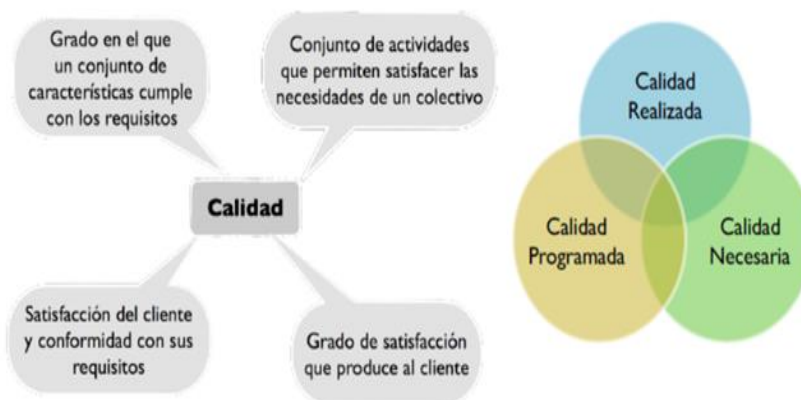 Grado en el que
un conjunto de
características cumple
con los requisitos
Conjunto de actividades
que permiten satisfacer las
necesidades de un colectivo
Calidad
Satisfacción del cliente
y conformidad con sus
requisitos
Grado de satisfacción
que produce al cliente
Calidad
Realizada
Calidad
Programada
Calidad
Necesaria